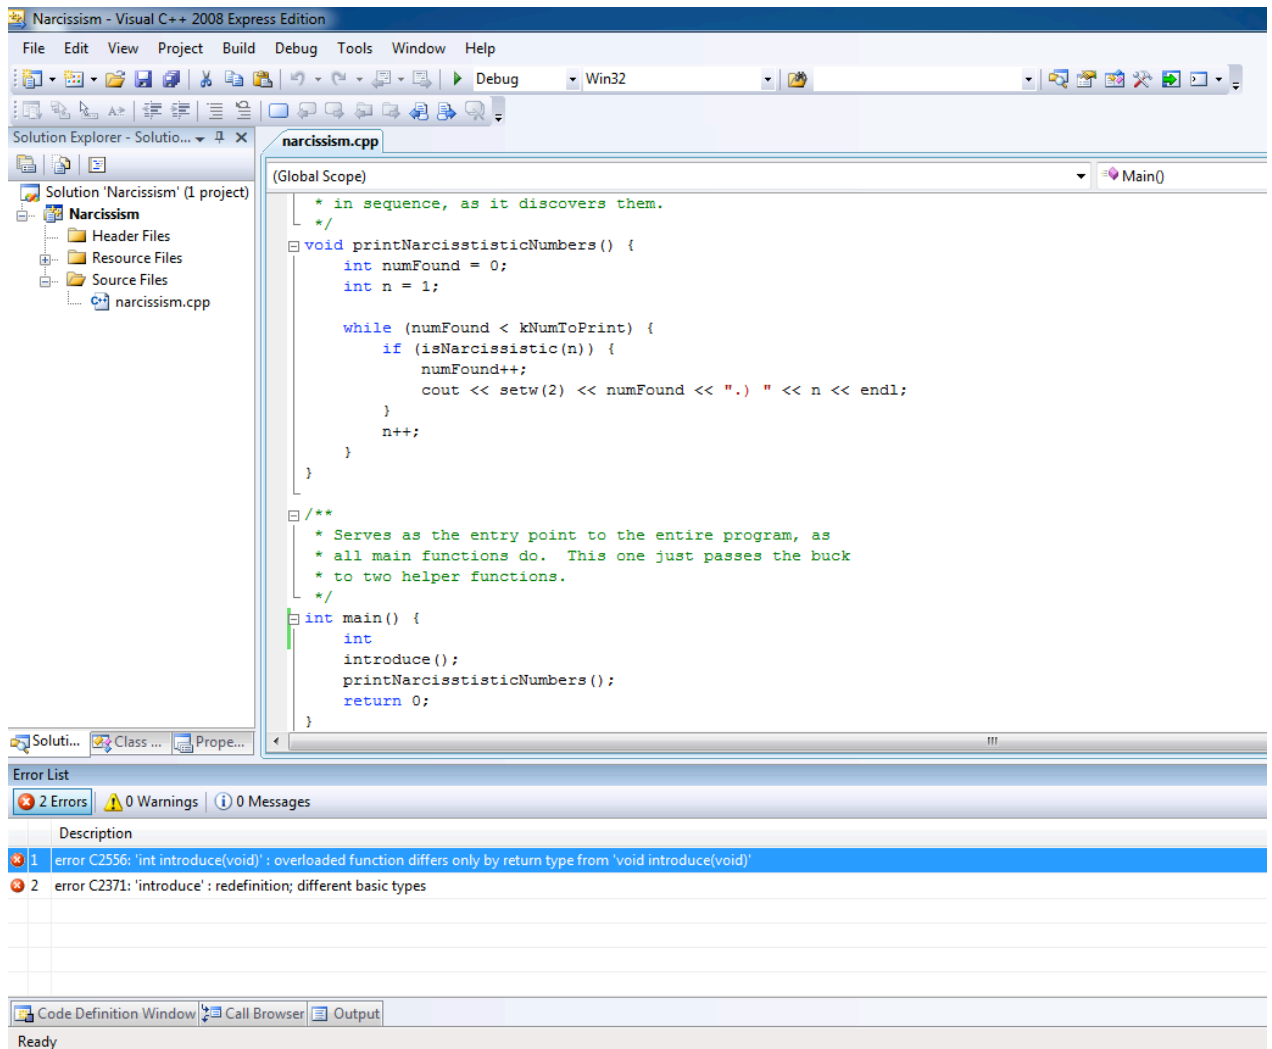 Narcissism - Visual C++ 2008 Express Edition
File Edit View Project Build Debug Tools Window Help
Debug Win32
Solution Explorer - Solutio...
narcissism.cpp
(Global Scope) Main()
Solution 'Narcissism' (1 project)
Narcissism
Header Files
Resource Files
Source Files
narcissism.cpp
* in sequence, as it discovers them.
*/
void printNarcisstisticNumbers() {
int numFound = 0;
int n = 1;
while (numFound < kNumToPrint) {
if (isNarcissistic(n)) {
numFound++;
cout << setw(2) << numFound << ".) " << n << endl;
}
n++;
}
}
/**
* Serves as the entry point to the entire program, as
* all main functions do.  This one just passes the buck
* to two helper functions.
*/
int main() {
int
introduce();
printNarcisstisticNumbers();
return 0;
}
Soluti... Class ... Prope...
Error List
2 Errors 0 Warnings 0 Messages
Description
1 error C2556: 'int introduce(void)' : overloaded function differs only by return type from 'void introduce(void)'
2 error C2371: 'introduce' : redefinition; different basic types
Code Definition Window Call Browser Output
Ready